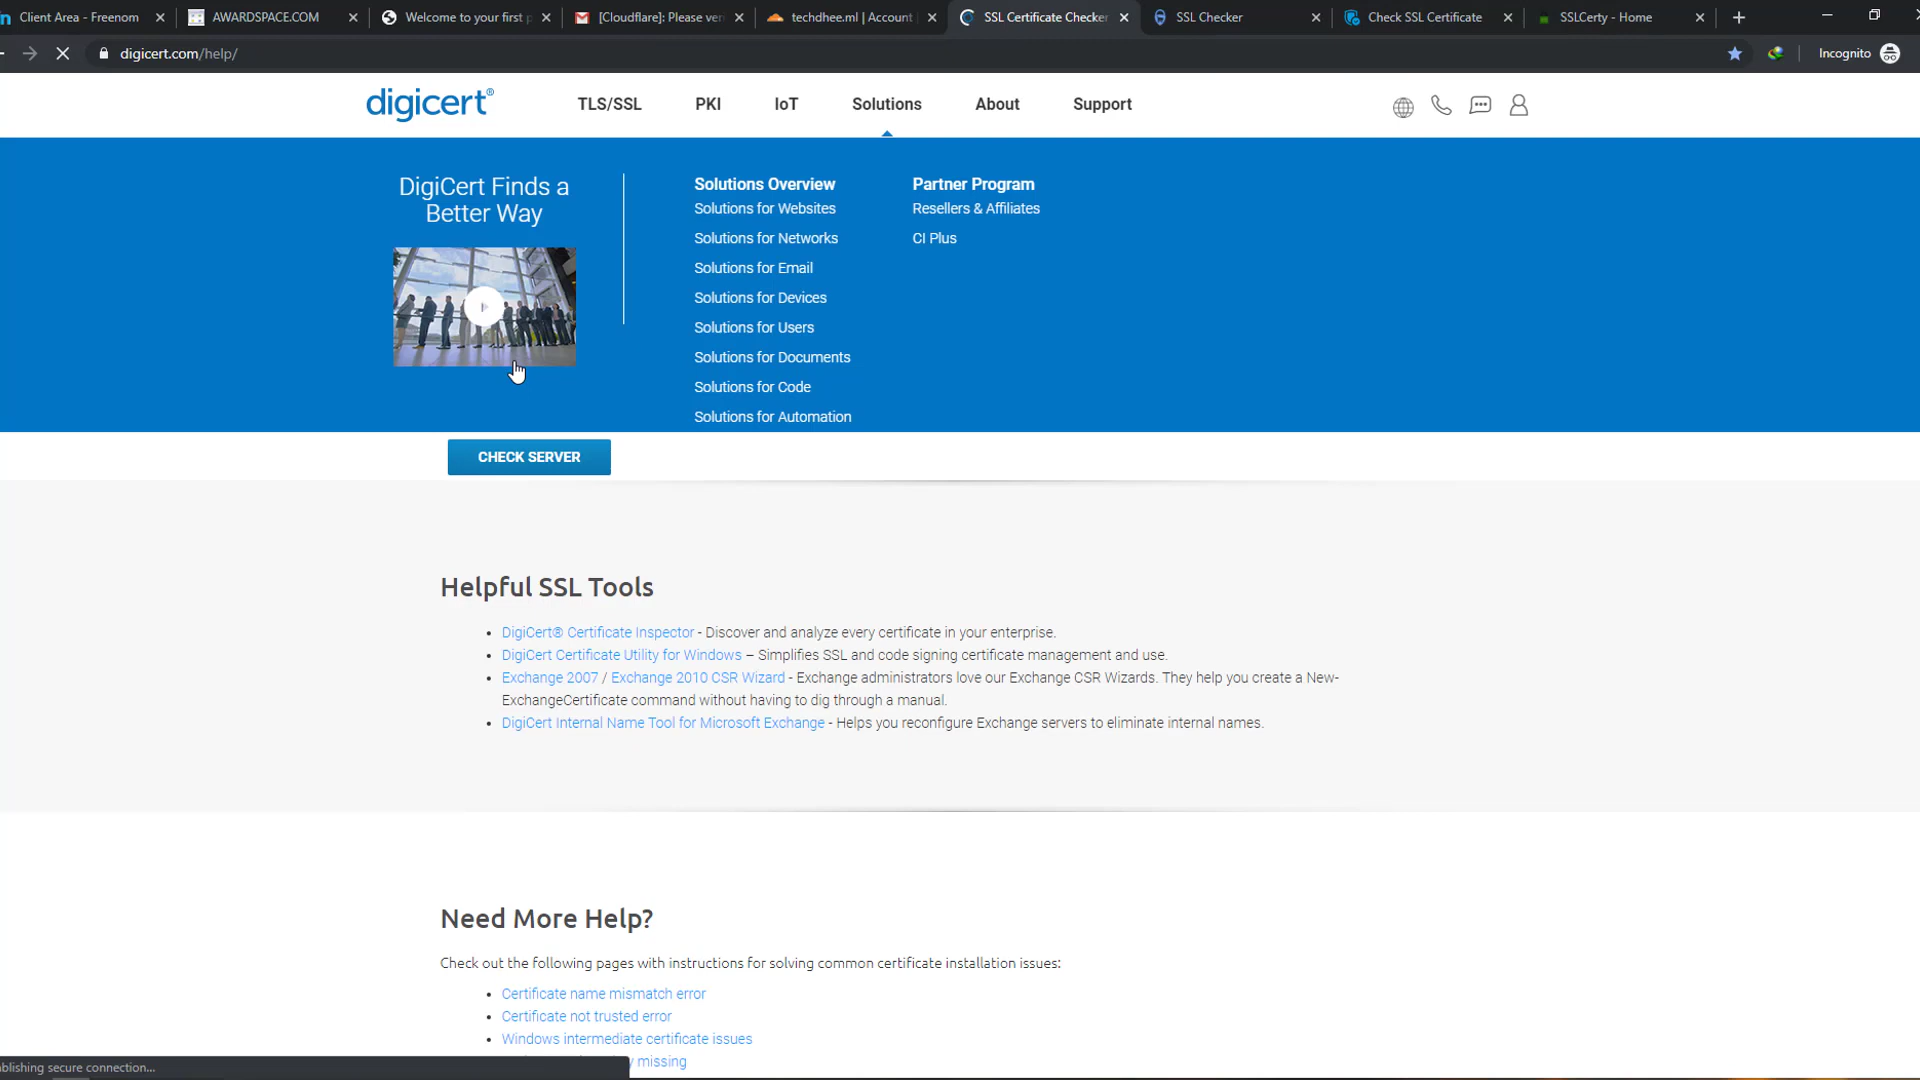 Client Area - Freenom
AWARDSPACE.COM
Welcome to your first p
[Cloudflare]: Please ver
techdhee.ml | Account
SSL Certificate Checker
SSL Checker
Check SSL Certificate
SSLCerty - Home
digicert.com/help/
Incognito
digicert®
TLS/SSL
PKI
IoT
Solutions
About
Support
DigiCert Finds a
Better Way
Solutions Overview
Solutions for Websites
Solutions for Networks
Solutions for Email
Solutions for Devices
Solutions for Users
Solutions for Documents
Solutions for Code
Solutions for Automation
Partner Program
Resellers & Affiliates
CI Plus
CHECK SERVER
Helpful SSL Tools
• DigiCert® Certificate Inspector - Discover and analyze every certificate in your enterprise.
• DigiCert Certificate Utility for Windows – Simplifies SSL and code signing certificate management and use.
• Exchange 2007 / Exchange 2010 CSR Wizard - Exchange administrators love our Exchange CSR Wizards. They help you create a New-
ExchangeCertificate command without having to dig through a manual.
• DigiCert Internal Name Tool for Microsoft Exchange - Helps you reconfigure Exchange servers to eliminate internal names.
Need More Help?
Check out the following pages with instructions for solving common certificate installation issues:
• Certificate name mismatch error
• Certificate not trusted error
• Windows intermediate certificate issues
y missing
ablishing secure connection...